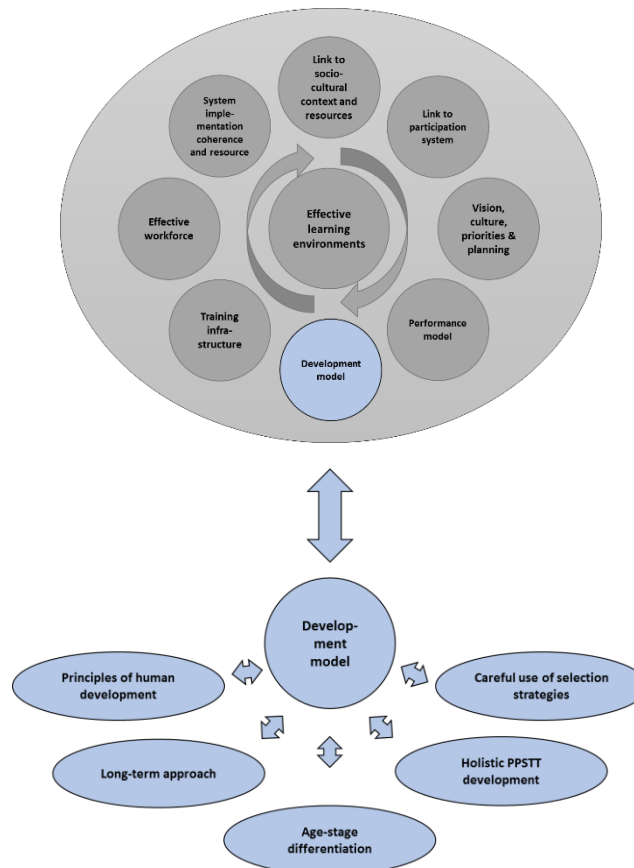 Link to
socio-
cultural
context and
resources
System
imple-
mentation
coherence
and resource
Link to
participation
system
Effective
workforce
Effective
learning
environments
Vision,
culture,
priorities &
planning
Training
infra-
structure
Performance
model
Development
model
Develop-
ment
model
Principles of human
development
Careful use of selection
strategies
Long-term approach
Holistic PPSTT
development
Age-stage
differentiation